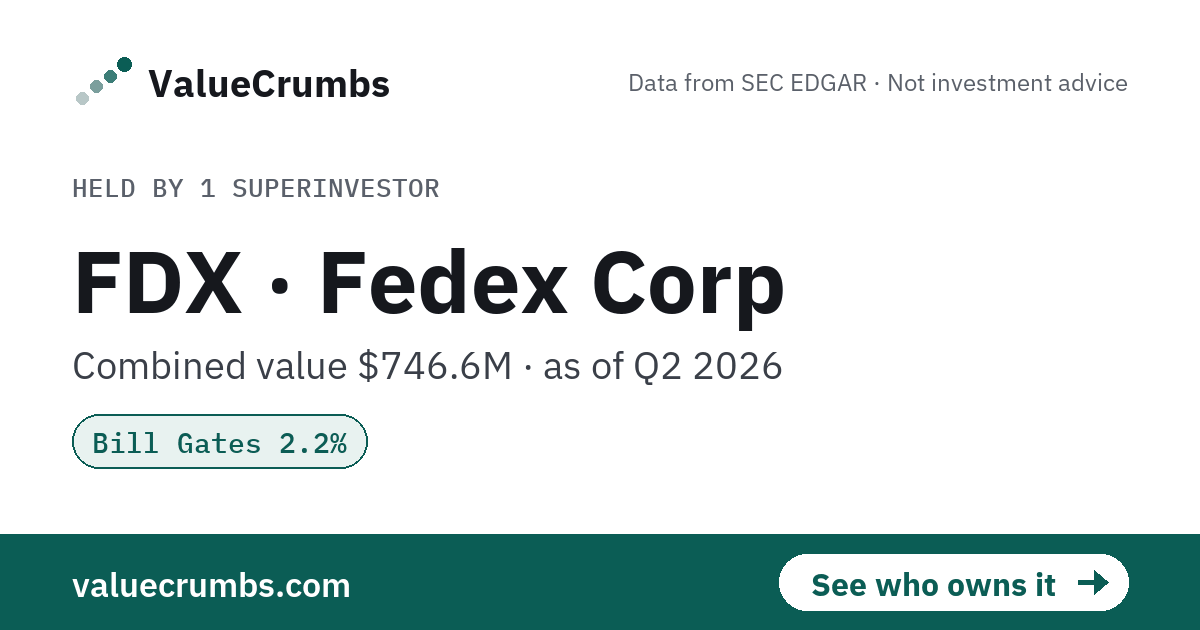 ValueCrumbs
Data from SEC EDGAR · Not investment advice
HELD BY 1 SUPERINVESTOR
FDX · Fedex Corp
Combined value $746.6M · as of Q2 2026
Bill Gates 2.2%
valuecrumbs.com
See who owns it →